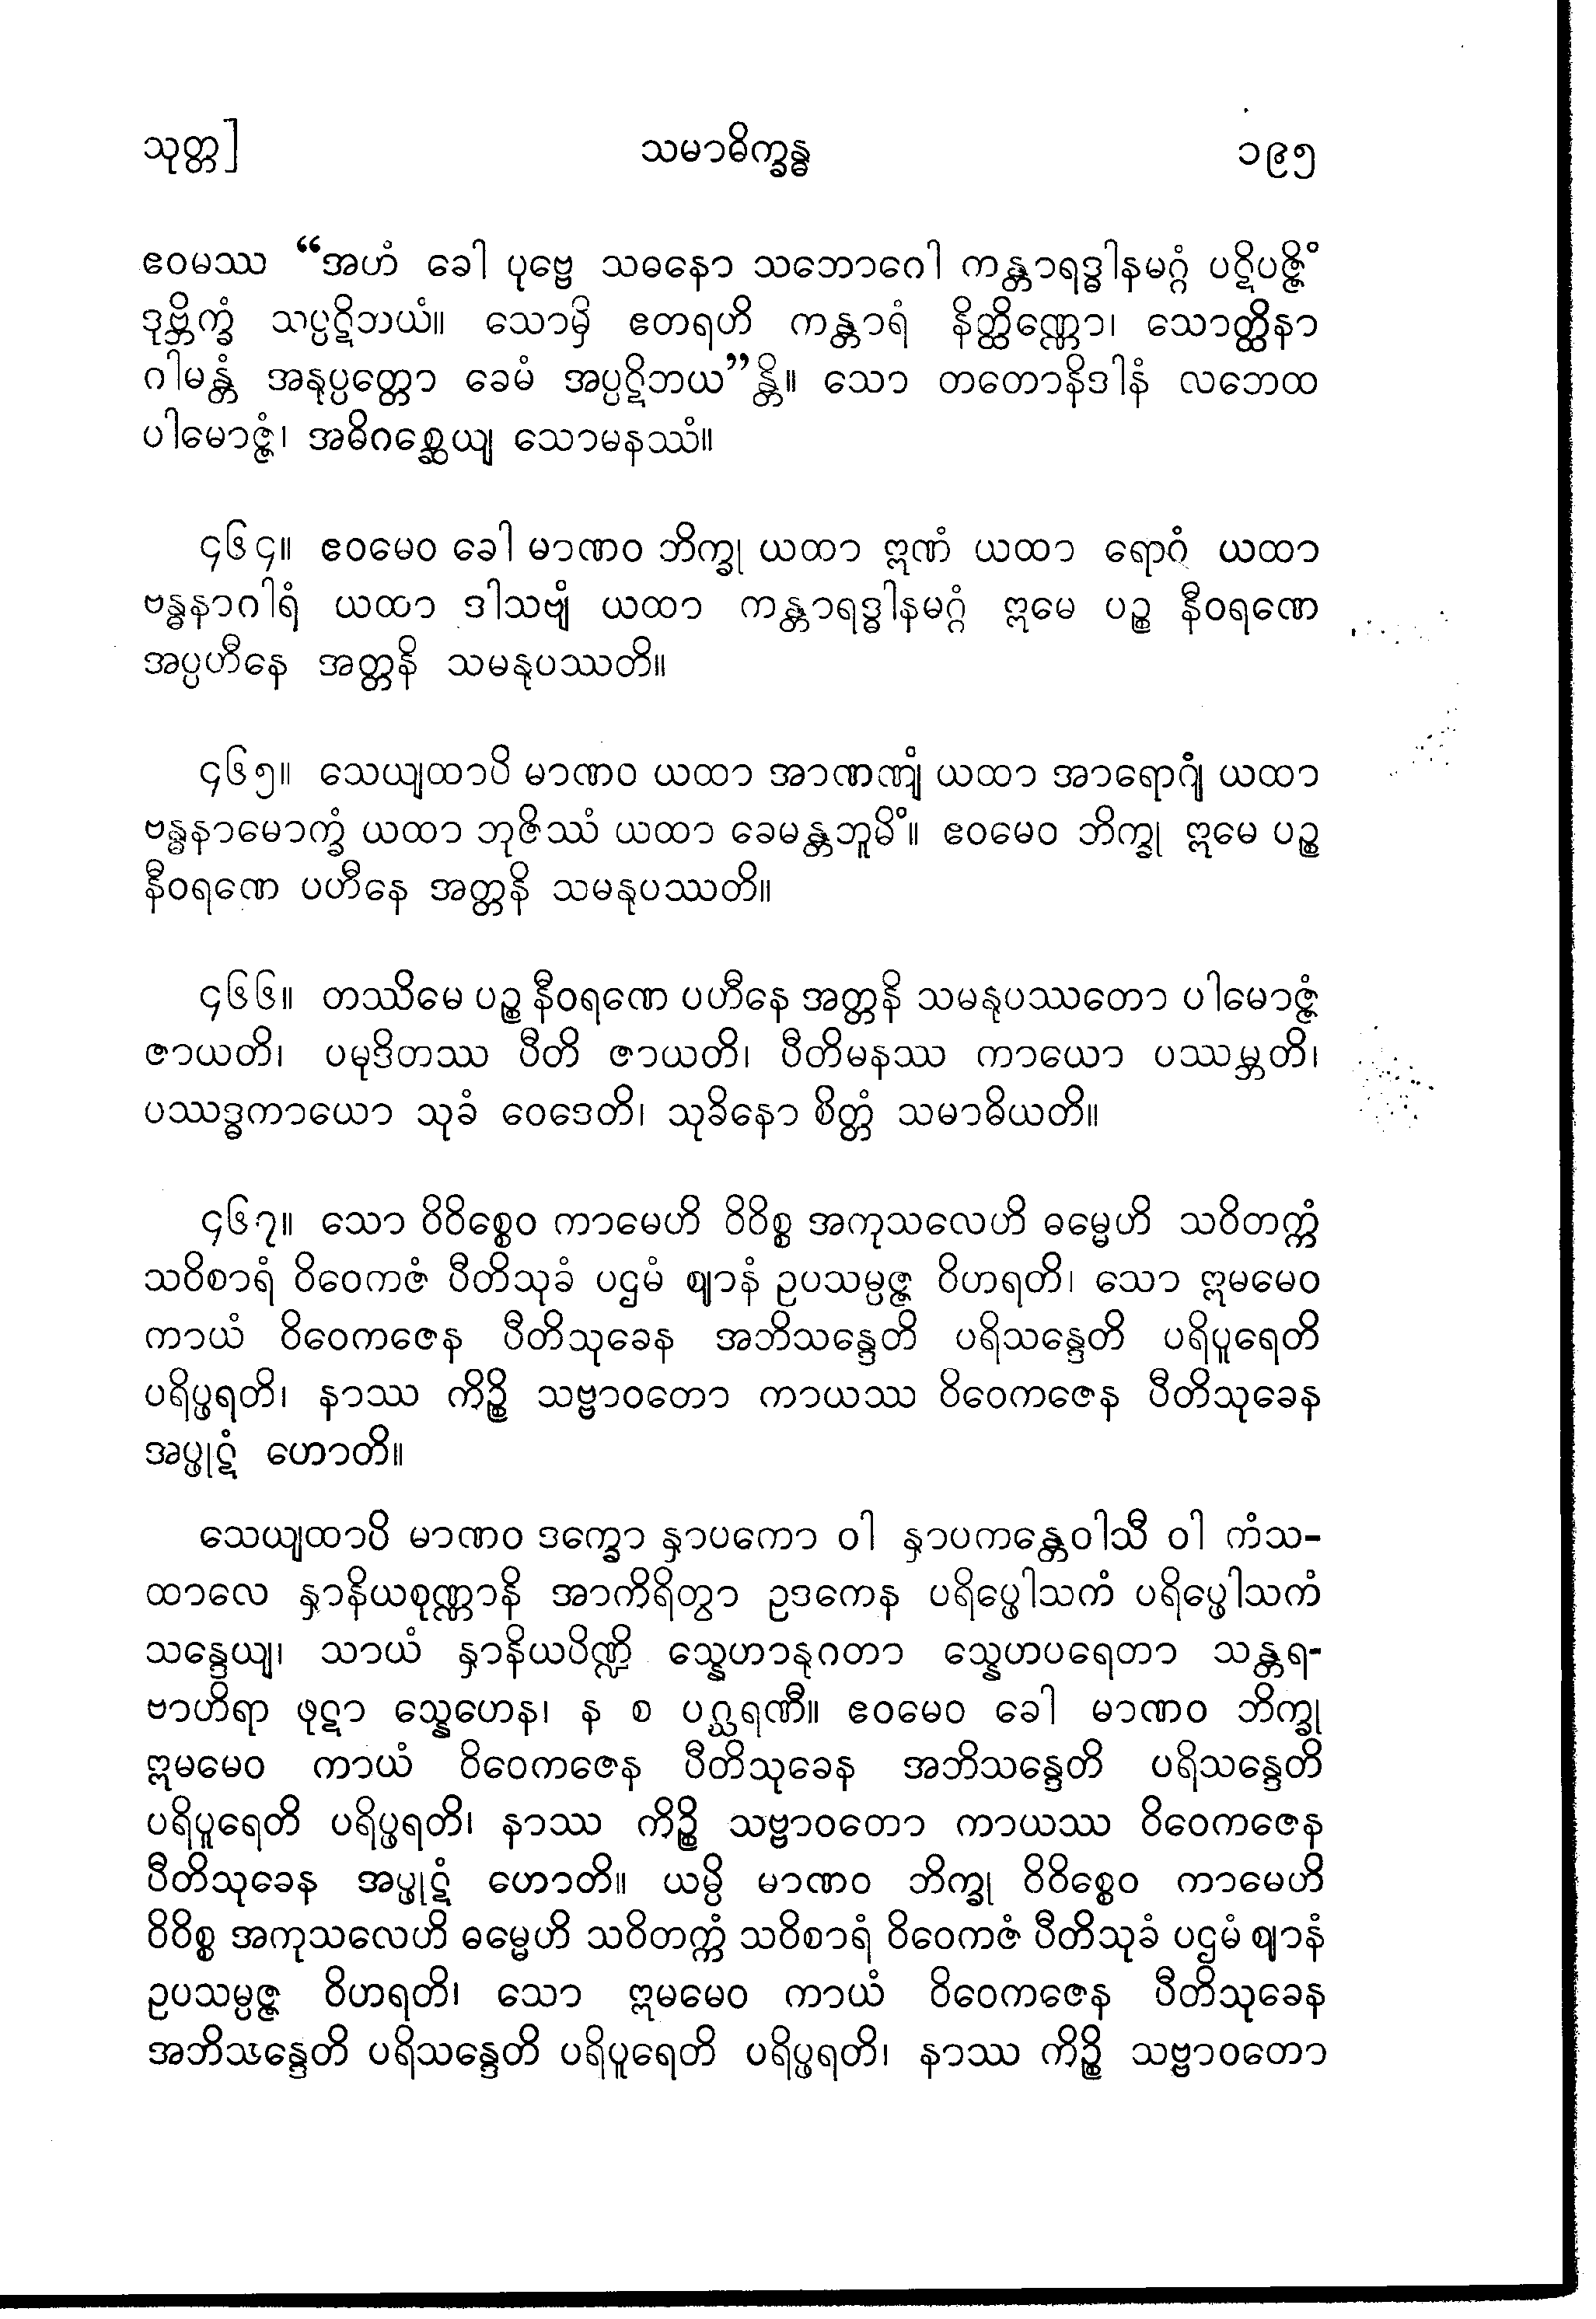 သုတ္တ] သမာဓိက္ခန္ဓ ၁၉၅
ဧဝမဿ “အဟံ ခေါ ပုဗ္ဗေ သဓနော သဘောဂေါ ကန္တာရဒ္ဓါနမဂ္ဂံ ပဋိပဇ္ဇိံ
ဒုဗ္ဘိက္ခံ သပ္ပဋိဘယံ။ သောမှိ ဧတရဟိ ကန္တာရံ နိတ္ထိဏ္ဏော၊ သောတ္ထိနာ
ဂါမန္တံ အနုပ္ပတ္တော ခေမံ အပ္ပဋိဘယ”န္တိ။ သော တတောနိဒါနံ လဘေထ
ပါမောဇ္ဇံ၊ အဓိဂစ္ဆေယျ သောမနဿံ။
၄၆၄။ ဧဝမေဝ ခေါ မာဏဝ ဘိက္ခု ယထာ ဣဏံ ယထာ ရောဂံ ယထာ
ဗန္ဓနာဂါရံ ယထာ ဒါသဗျံ ယထာ ကန္တာရဒ္ဓါနမဂ္ဂံ ဣမေ ပဉ္စ နီဝရဏေ
အပ္ပဟီနေ အတ္တနိ သမနုပဿတိ။
၄၆၅။ သေယျထာပိ မာဏဝ ယထာ အာဏဏျံ ယထာ အာရောဂျံ ယထာ
ဗန္ဓနာမောက္ခံ ယထာ ဘုဇိဿံ ယထာ ခေမန္တဘူမိံ။ ဧဝမေဝ ဘိက္ခု ဣမေ ပဉ္စ
နီဝရဏေ ပဟီနေ အတ္တနိ သမနုပဿတိ။
၄၆၆။ တဿိမေ ပဉ္စ နီဝရဏေ ပဟီနေ အတ္တနိ သမနုပဿတော ပါမောဇ္ဇံ
ဇာယတိ၊ ပမုဒိတဿ ပီတိ ဇာယတိ၊ ပီတိမနဿ ကာယော ပဿမ္ဘတိ၊
ပဿဒ္ဓကာယော သုခံ ဝေဒေတိ၊ သုခိနော စိတ္တံ သမာဓိယတိ။
၄၆၇။ သော ဝိဝိစ္စေဝ ကာမေဟိ ဝိဝိစ္စ အကုသလေဟိ ဓမ္မေဟိ သဝိတက္ကံ
သဝိစာရံ ဝိဝေကဇံ ပီတိသုခံ ပဌမံ ဈာနံ ဥပသမ္ပဇ္ဇ ဝိဟရတိ၊ သော ဣမမေဝ
ကာယံ ဝိဝေကဇေန ပီတိသုခေန အဘိသန္ဒေတိ ပရိသန္ဒေတိ ပရိပူရေတိ
ပရိပ္ဖရတိ၊ နာဿ ကိဉ္စိ သဗ္ဗာဝတော ကာယဿ ဝိဝေကဇေန ပီတိသုခေန
အပ္ဖုဋံ ဟောတိ။
သေယျထာပိ မာဏဝ ဒက္ခော နှာပကော ဝါ နှာပကန္တေဝါသီ ဝါ ကံသ-
ထာလေ နှာနိယစုဏ္ဏာနိ အာကိရိတွာ ဥဒကေန ပရိပ္ဖေါသကံ ပရိပ္ဖေါသကံ
သန္ဒေယျ၊ သာယံ နှာနိယပိဏ္ဍိ သ္နေဟာနုဂတာ သ္နေဟပရေတာ သန္တရ-
ဗာဟိရာ ဖုဋာ သ္နေဟေန၊ န စ ပဂ္ဃရဏီ။ ဧဝမေဝ ခေါ မာဏဝ ဘိက္ခု
ဣမမေဝ ကာယံ ဝိဝေကဇေန ပီတိသုခေန အဘိသန္ဒေတိ ပရိသန္ဒေတိ
ပရိပူရေတိ ပရိပ္ဖရတိ၊ နာဿ ကိဉ္စိ သဗ္ဗာဝတော ကာယဿ ဝိဝေကဇေန
ပီတိသုခေန အပ္ဖုဋံ ဟောတိ။ ယမ္ပိ မာဏဝ ဘိက္ခု ဝိဝိစ္စေဝ ကာမေဟိ
ဝိဝိစ္စ အကုသလေဟိ ဓမ္မေဟိ သဝိတက္ကံ သဝိစာရံ ဝိဝေကဇံ ပီတိသုခံ ပဌမံ ဈာနံ
ဥပသမ္ပဇ္ဇ ဝိဟရတိ၊ သော ဣမမေဝ ကာယံ ဝိဝေကဇေန ပီတိသုခေန
အဘိသန္ဒေတိ ပရိသန္ဒေတိ ပရိပူရေတိ ပရိပ္ဖရတိ၊ နာဿ ကိဉ္စိ သဗ္ဗာဝတော